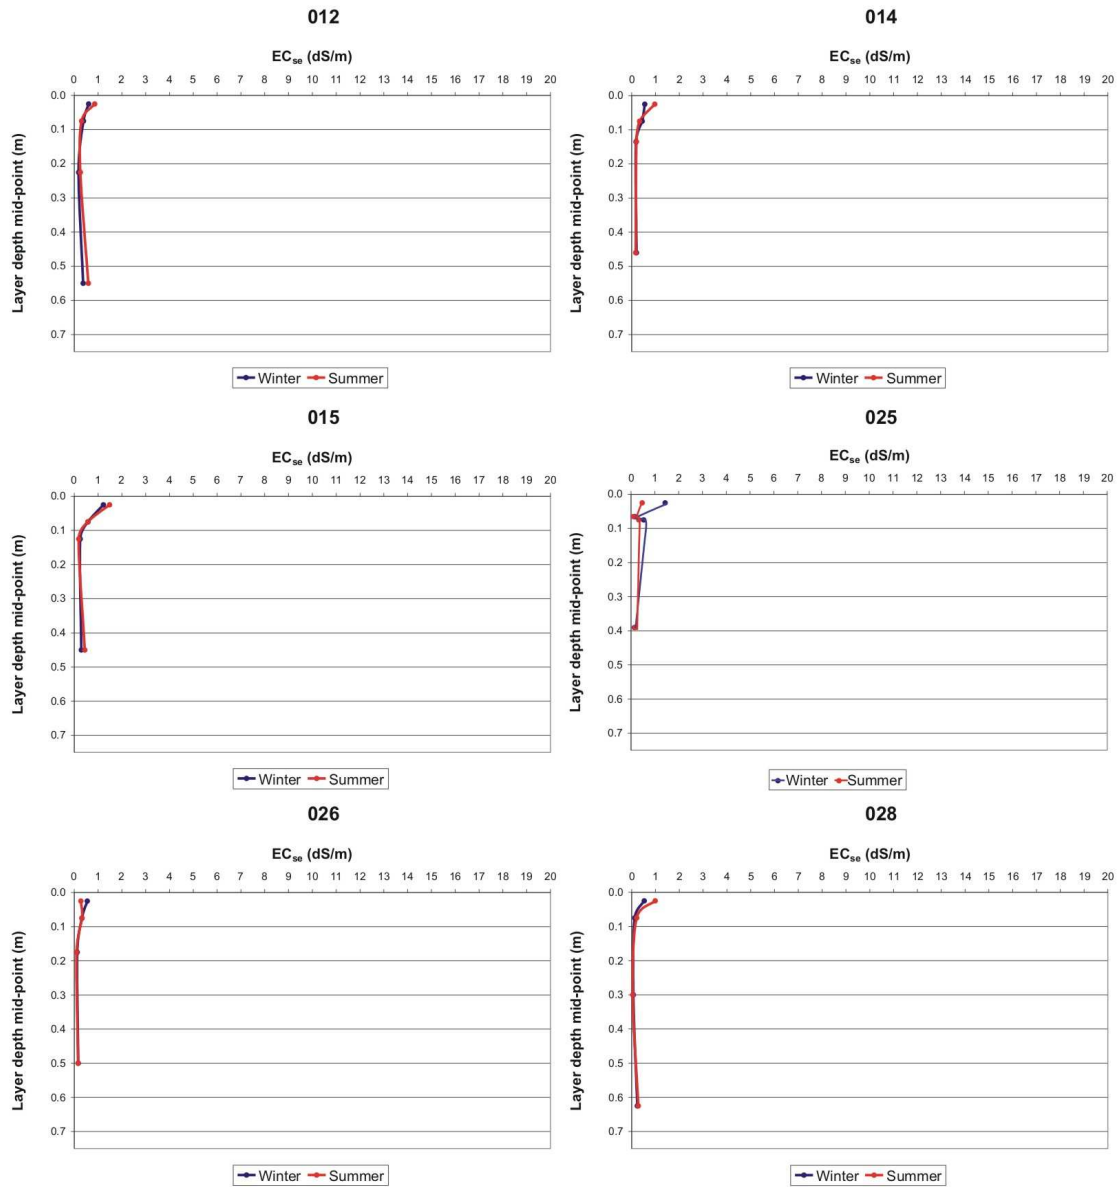 012 014
EC_se (dS/m) EC_se (dS/m)
0 1 2 3 4 5 6 7 8 9 10 11 12 13 14 15 16 17 18 19 20 0 1 2 3 4 5 6 7 8 9 10 11 12 13 14 15 16 17 18 19 20
Layer depth mid-point (m) Layer depth mid-point (m)
0.0 0.0
0.1 0.1
0.2 0.2
0.3 0.3
0.4 0.4
0.5 0.5
0.6 0.6
0.7 0.7
Winter Summer Winter Summer
015 025
EC_se (dS/m) EC_se (dS/m)
0 1 2 3 4 5 6 7 8 9 10 11 12 13 14 15 16 17 18 19 20 0 1 2 3 4 5 6 7 8 9 10 11 12 13 14 15 16 17 18 19 20
Layer depth mid-point (m) Layer depth mid-point (m)
0.0 0.0
0.1 0.1
0.2 0.2
0.3 0.3
0.4 0.4
0.5 0.5
0.6 0.6
0.7 0.7
Winter Summer Winter Summer
026 028
EC_se (dS/m) EC_se (dS/m)
0 1 2 3 4 5 6 7 8 9 10 11 12 13 14 15 16 17 18 19 20 0 1 2 3 4 5 6 7 8 9 10 11 12 13 14 15 16 17 18 19 20
Layer depth mid-point (m) Layer depth mid-point (m)
0.0 0.0
0.1 0.1
0.2 0.2
0.3 0.3
0.4 0.4
0.5 0.5
0.6 0.6
0.7 0.7
Winter Summer Winter Summer